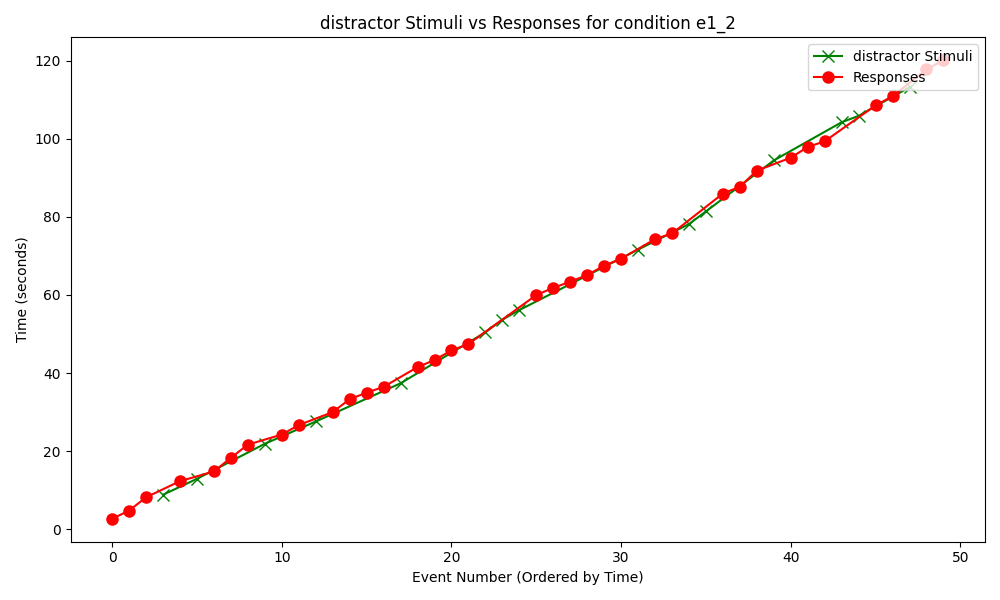 distractor Stimuli vs Responses for condition e1_2
distractor Stimuli
Responses
120
100
80
60
40
20
0
Time (seconds)
0 10 20 30 40 50
Event Number (Ordered by Time)